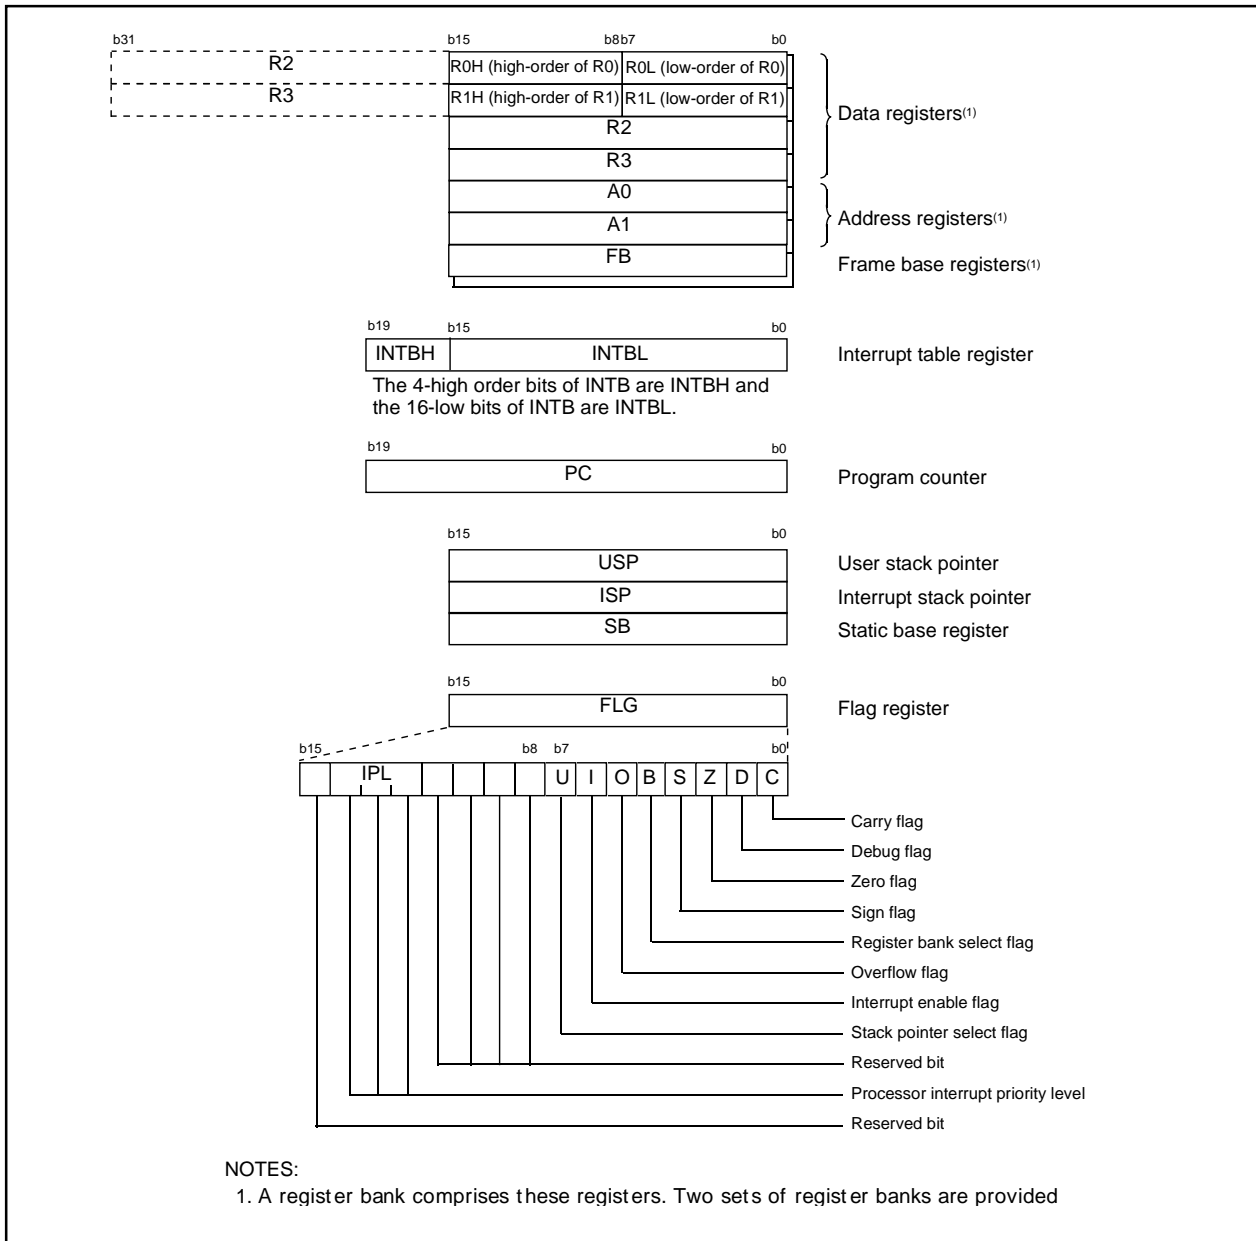 b31 b15 b8b7 b0
R2 R0H (high-order of R0) R0L (low-order of R0)
R3 R1H (high-order of R1) R1L (low-order of R1)
R2
R3
Data registers(1)
A0
A1
Address registers(1)
FB
Frame base registers(1)
b19 b15 b0
INTBH INTBL Interrupt table register
The 4-high order bits of INTB are INTBH and
the 16-low bits of INTB are INTBL.
b19 b0
PC Program counter
b15 b0
USP User stack pointer
ISP Interrupt stack pointer
SB Static base register
b15 b0
FLG Flag register
b15 b8 b7 b0
IPL U I O B S Z D C
Carry flag
Debug flag
Zero flag
Sign flag
Register bank select flag
Overflow flag
Interrupt enable flag
Stack pointer select flag
Reserved bit
Processor interrupt priority level
Reserved bit
NOTES:
1. A register bank comprises these registers. Two sets of register banks are provided